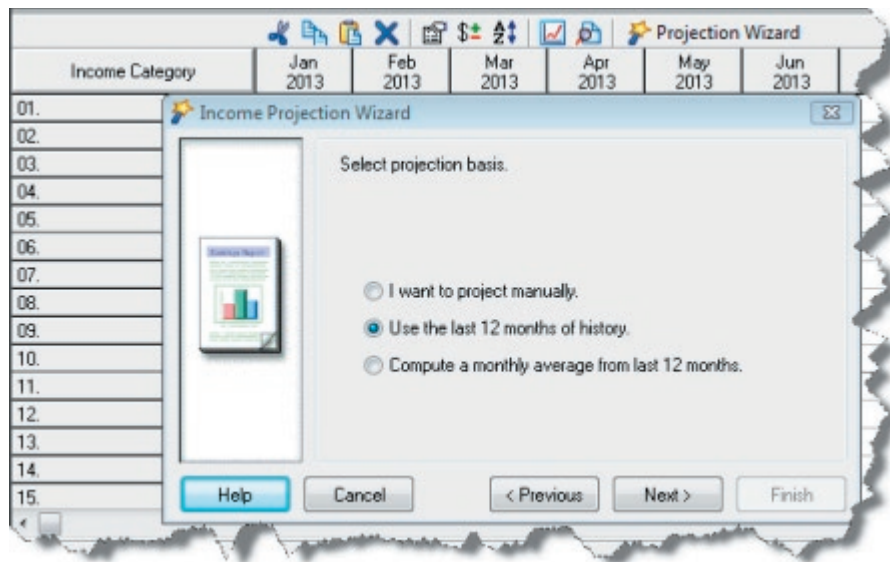 Projection Wizard
Income Category
Jan 2013
Feb 2013
Mar 2013
Apr 2013
May 2013
Jun 2013
01.
02.
03.
04.
05.
06.
07.
08.
09.
10.
11.
12.
13.
14.
15.
Income Projection Wizard
Select projection basis.
I want to project manually.
Use the last 12 months of history.
Compute a monthly average from last 12 months.
Help
Cancel
< Previous
Next >
Finish